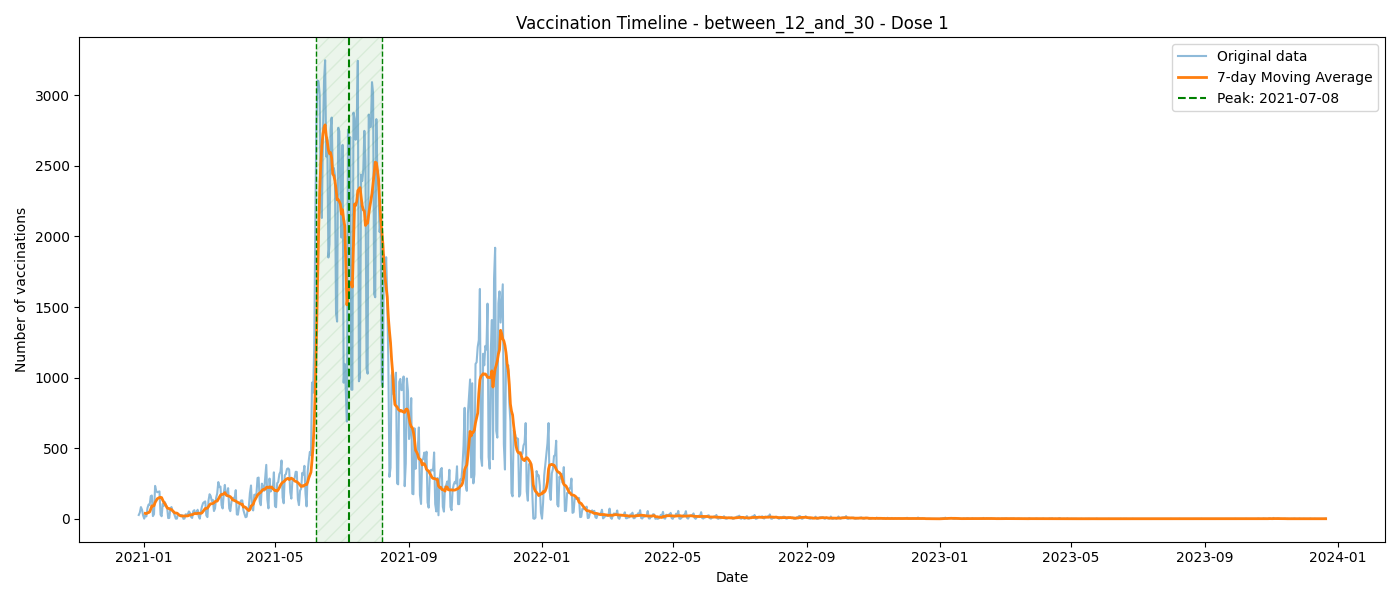 Vaccination Timeline - between_12_and_30 - Dose 1
Original data
7-day Moving Average
Peak: 2021-07-08
Number of vaccinations
3000
2500
2000
1500
1000
500
0
2021-01
2021-05
2021-09
2022-01
2022-05
2022-09
2023-01
2023-05
2023-09
2024-01
Date